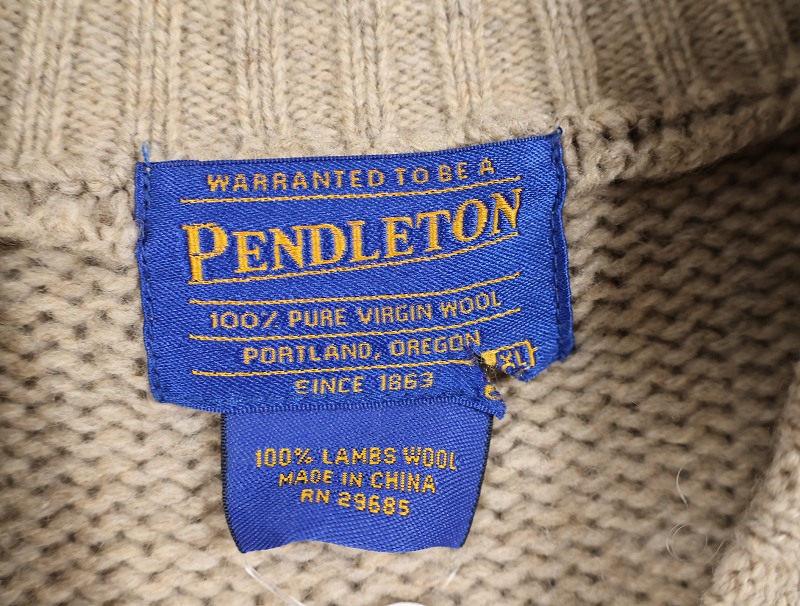 WARRANTED TO BE A
PENDLETON
100% PURE VIRGIN WOOL
PORTLAND, OREGON
XL
SINCE 1863
100% LAMBS WOOL
MADE IN CHINA
RN 29685